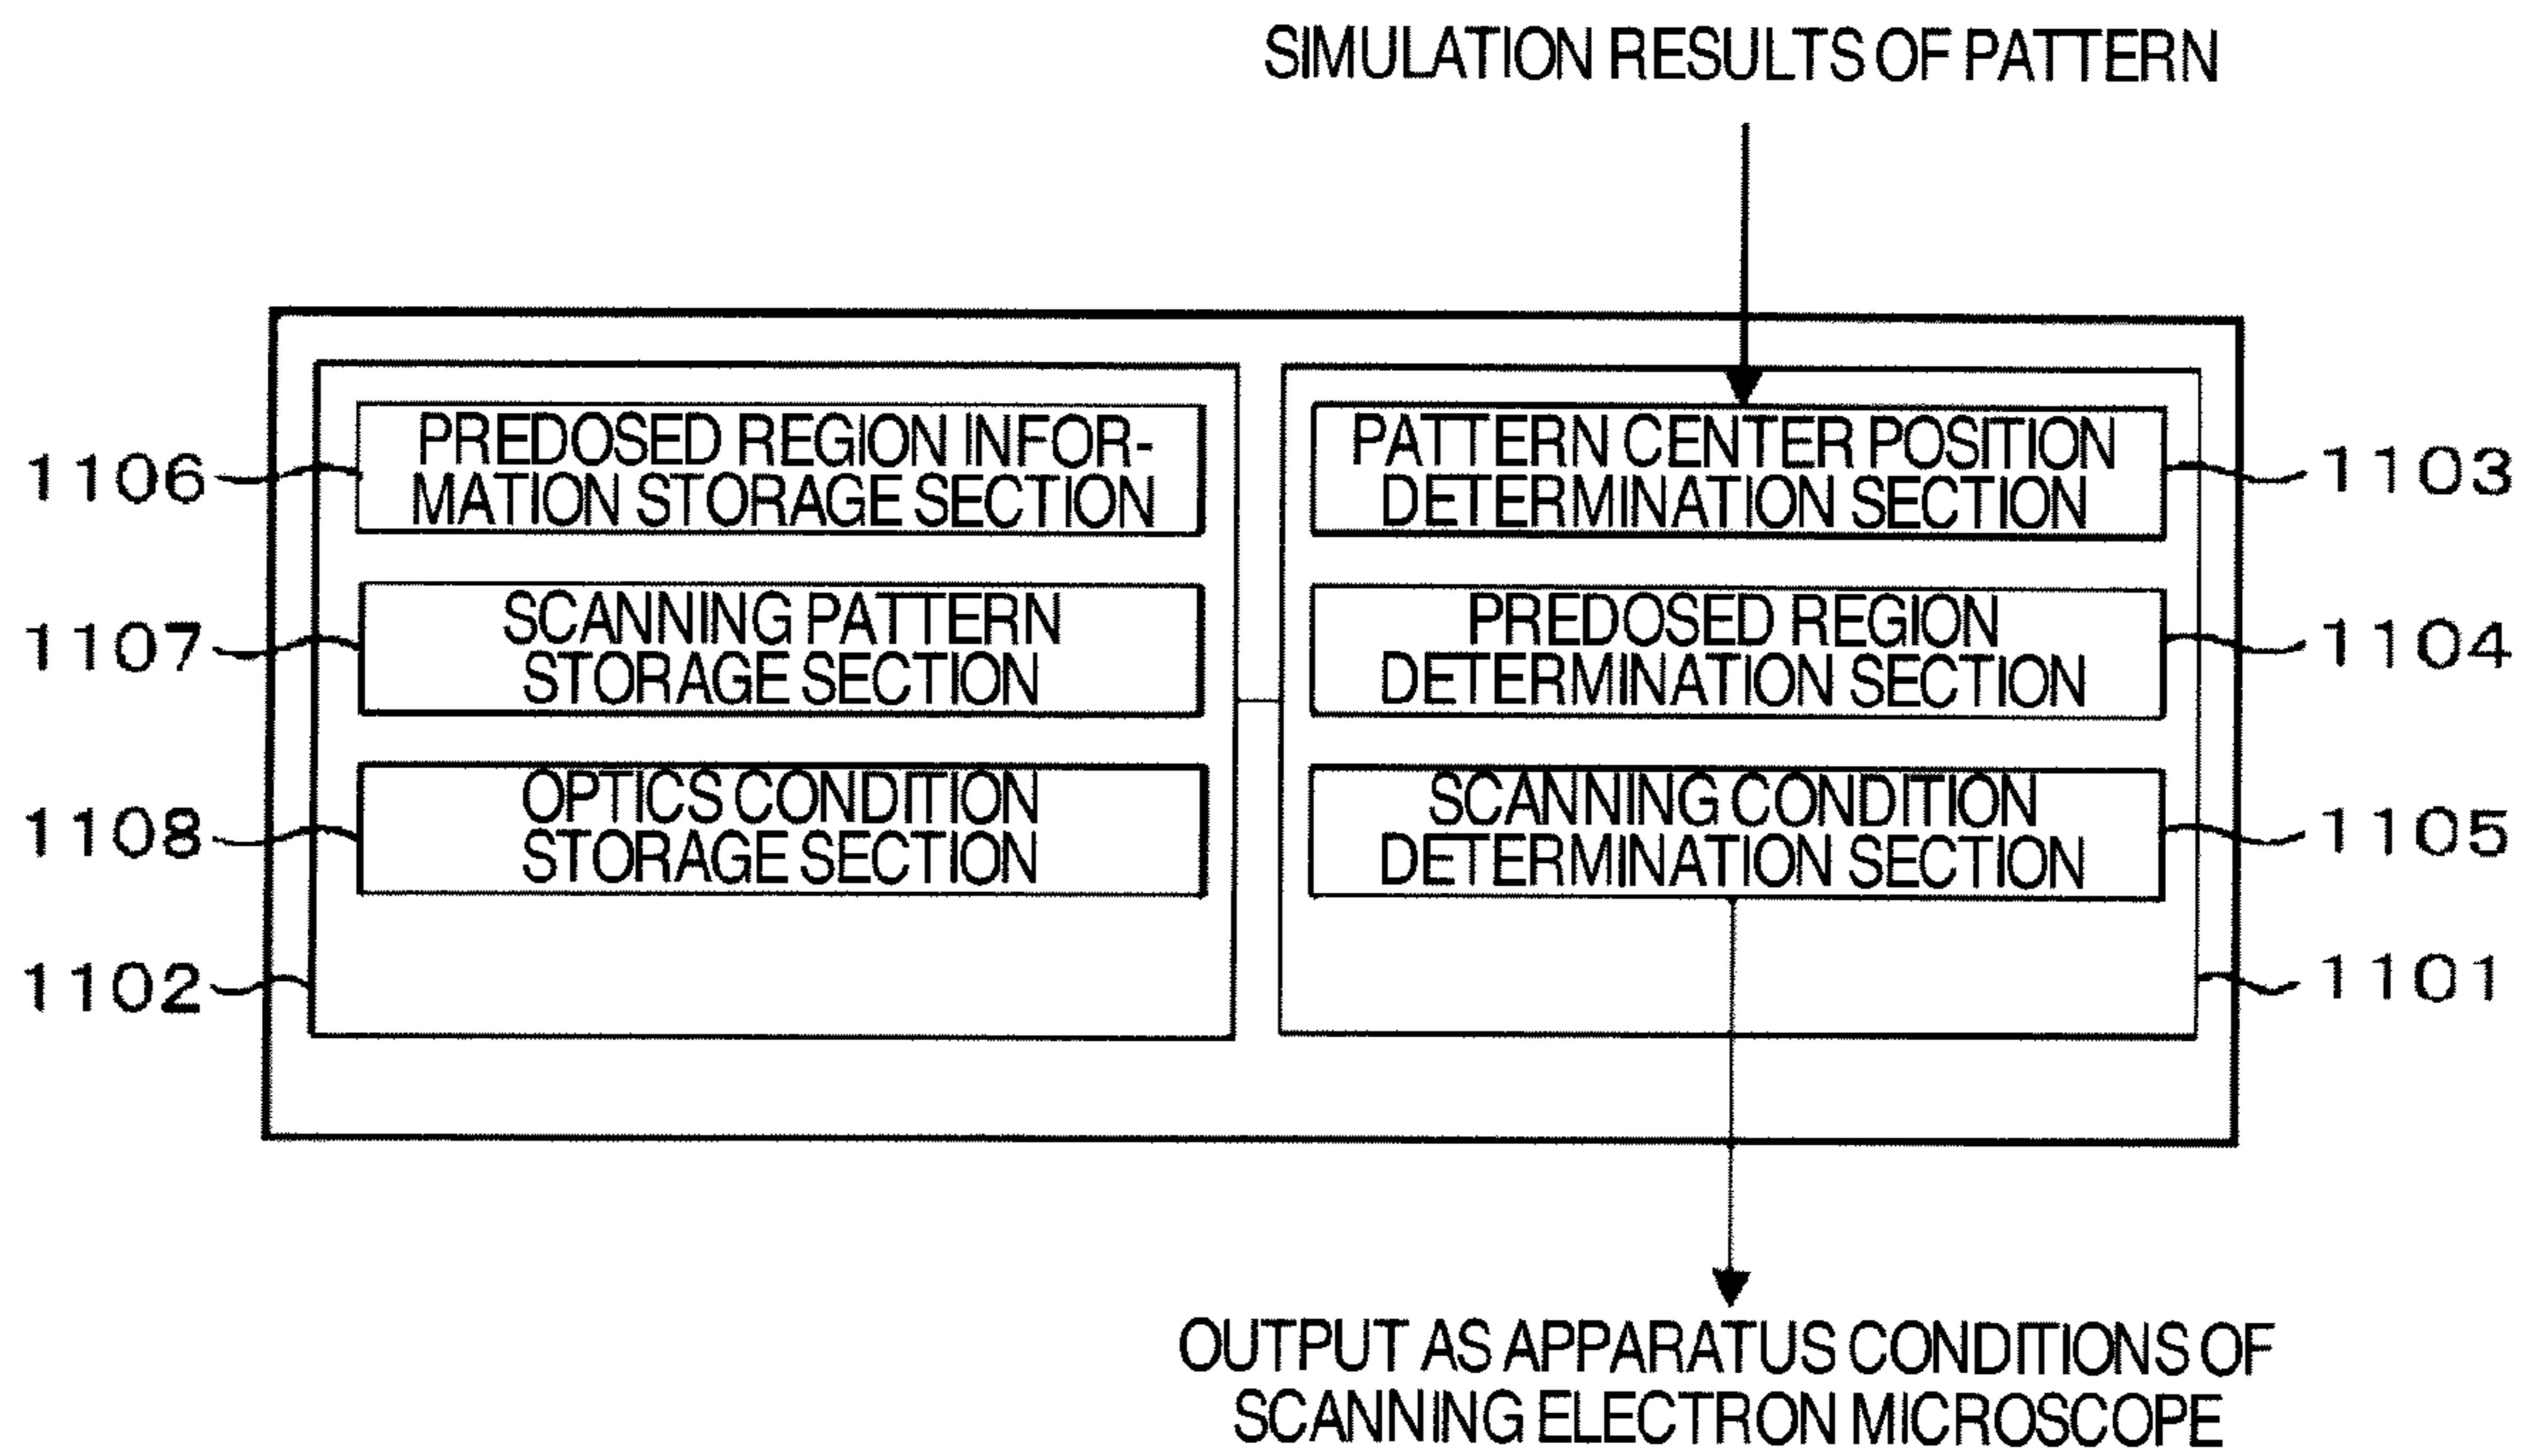 SIMULATION RESULTS OF PATTERN
1106
PREDOSED REGION INFOR-
MATION STORAGE SECTION
PATTERN CENTER POSITION
DETERMINATION SECTION
1103
1107
SCANNING PATTERN
STORAGE SECTION
PREDOSED REGION
DETERMINATION SECTION
1104
1108
OPTICS CONDITION
STORAGE SECTION
SCANNING CONDITION
DETERMINATION SECTION
1105
1102
1101
OUTPUT AS APPARATUS CONDITIONS OF
SCANNING ELECTRON MICROSCOPE